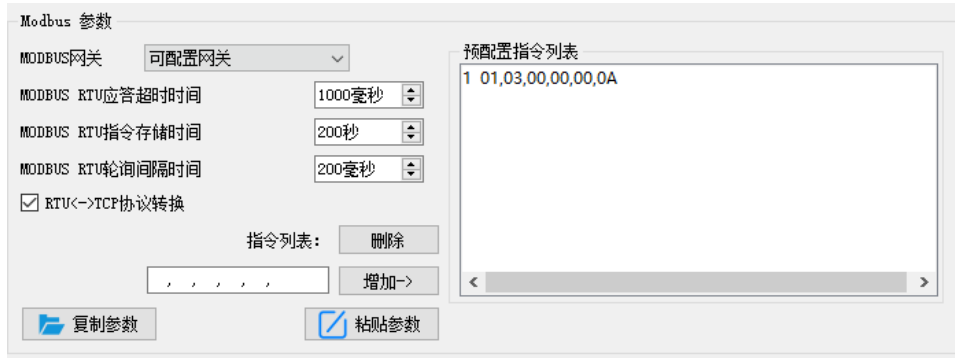 Modbus 参数
MODBUS网关 可配置网关
MODBUS RTU应答超时时间 1000毫秒
MODBUS RTU指令存储时间 200秒
MODBUS RTU轮询间隔时间 200毫秒
RTU<->TCP协议转换
指令列表： 删除
, , , , , 增加->
复制参数 粘贴参数
预配置指令列表
1 01,03,00,00,00,0A